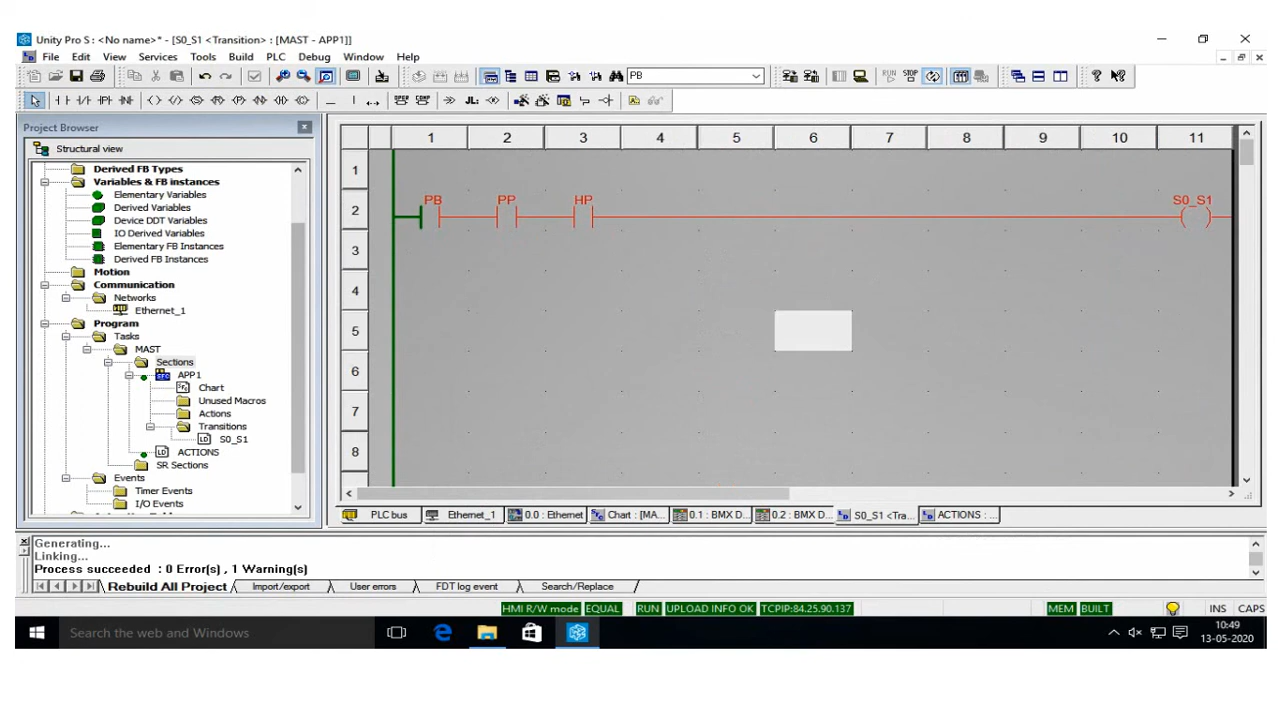 Unity Pro S : <No name>* - [S0_S1 <Transition> : [MAST - APP1]]
File Edit View Services Tools Build PLC Debug Window Help
PB
Project Browser
Structural view
Derived FB Types
Variables & FB instances
Elementary Variables
Derived Variables
Device DDT Variables
IO Derived Variables
Elementary FB Instances
Derived FB Instances
Motion
Communication
Networks
Ethernet_1
Program
Tasks
MAST
Sections
APP1
Chart
Unused Macros
Actions
Transitions
S0_S1
ACTIONS
SR Sections
Events
Timer Events
I/O Events
1 2 3 4 5 6 7 8 9 10 11
1
2
3
4
5
6
7
8
PB PP HP S0_S1
PLC bus Ethernet_1 0.0 : Ethernet Chart : [MA... 0.1 : BMX D... 0.2 : BMX D... S0_S1 <Tra... ACTIONS : ...
Generating...
Linking...
Process succeeded : 0 Error(s) , 1 Warning(s)
Rebuild All Project Import/export User errors FDT log event Search/Replace
HMI R/W mode EQUAL RUN UPLOAD INFO OK TCPIP:84.25.90.137 MEM BUILT INS CAPS
Search the web and Windows
10:49
13-05-2020